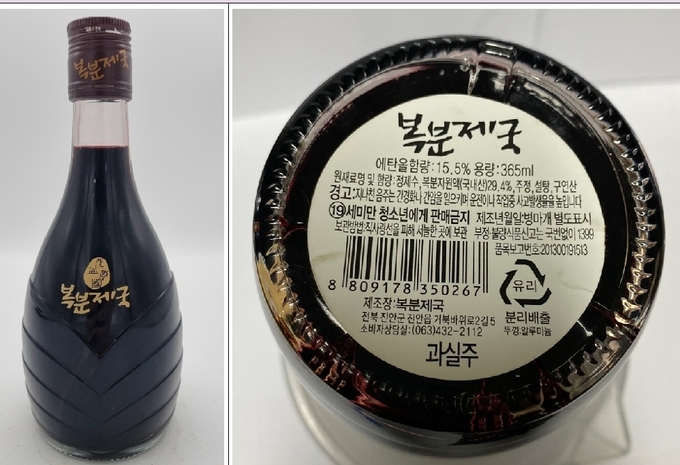 복분제국
복분제국
복분제국
에탄올함량:15.5% 용량:365ml
원재료명 및 함량:정제수, 복분자원액(국내산)29.4%, 주정, 설탕, 구연산
경고:지나친 음주는 간경화나 간암을 일으키며 운전이나 작업중 사고발생율을 높입니다
⑲세미만 청소년에게 판매금지 제조년월일:병마개 별도표시
보관방법:직사광선을 피해 서늘한 곳에 보관 부정·불량식품신고는 국번없이 1399
품목보고번호:201300191513
8 809178 350267
유리
분리배출
뚜껑:알루미늄
제조장:복분제국
전북 진안군 진안읍 거북바위로2길 5
소비자상담실:(063)432-2112
과실주